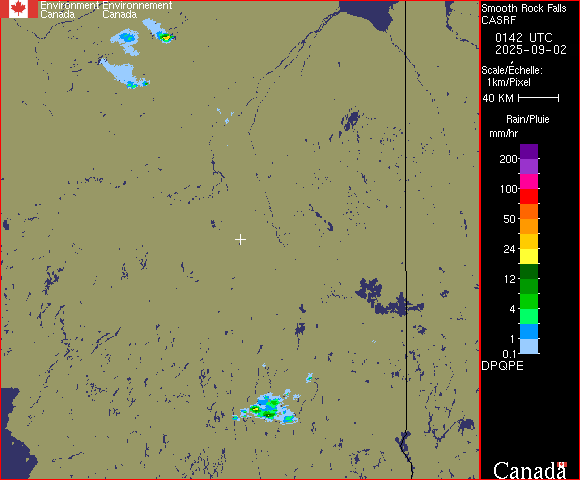 Environment Environnement
Canada Canada
Smooth Rock Falls
CASRF
0142 UTC
2025-09-02
Scale/Échelle:
1km/Pixel
40 KM
Rain/Pluie
mm/hr
200
100
50
24
12
4
1
0.1
DPQPE
Canada